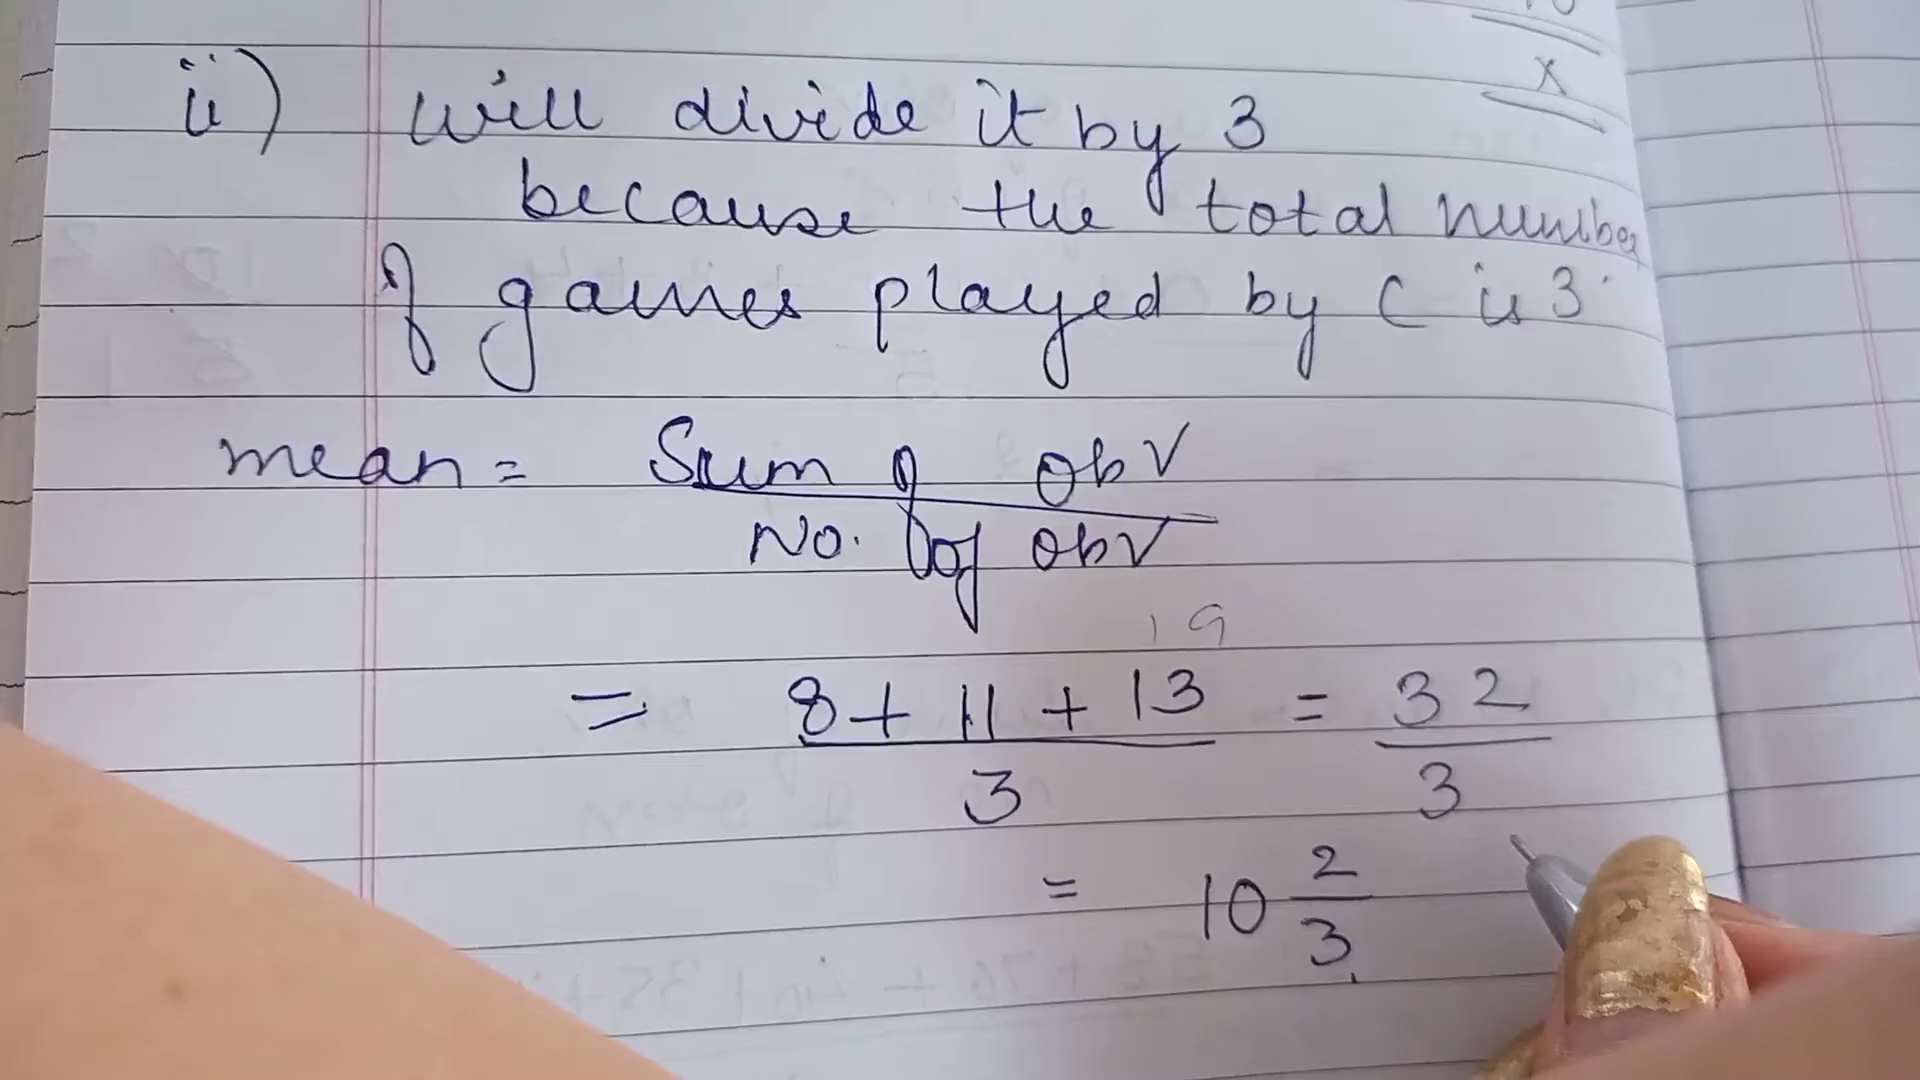 ii) will divide it by 3
because the total number
of games played by C is 3.
mean = Sum of obv
No. of obv
19
= 8 + 11 + 13 = 32
3 3
= 10 2
3